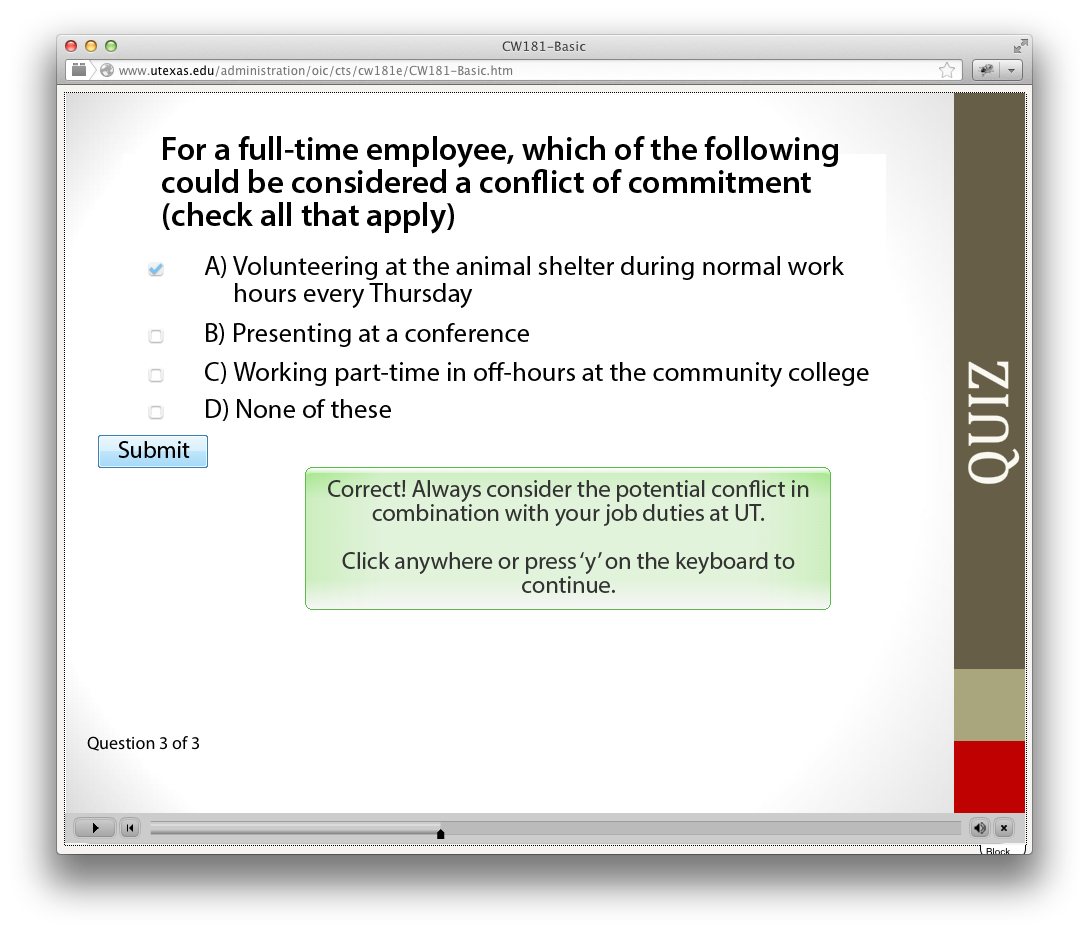 CW181-Basic
www.utexas.edu/administration/oic/cts/cw181e/CW181-Basic.htm
For a full-time employee, which of the following
could be considered a conflict of commitment
(check all that apply)
A) Volunteering at the animal shelter during normal work
hours every Thursday
B) Presenting at a conference
C) Working part-time in off-hours at the community college
D) None of these
Submit
QUIZ
Correct! Always consider the potential conflict in
combination with your job duties at UT.
Click anywhere or press ‘y’ on the keyboard to
continue.
Question 3 of 3
Block